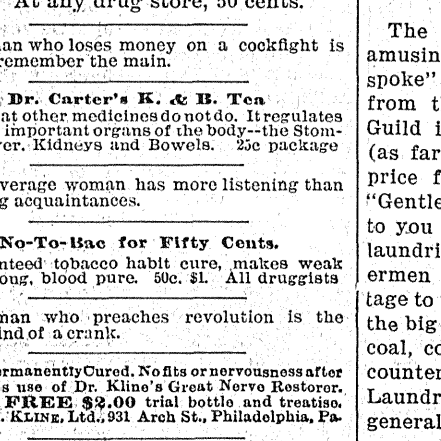 At any drug store, 50 cents.
an who loses money on a cockfight is
remember the main.
Dr. Carter's K. & B. Tea
at other medicines do not do. It regulates
important organs of the body--the Stom-
er, Kidneys and Bowels. 25c package
verage woman has more listening than
g acquaintances.
No-To-Bac for Fifty Cents.
nteed tobacco habit cure, makes weak
ong, blood pure. 50c. $1. All druggists
man who preaches revolution is the
ind of a crank.
rmanently Cured. No fits or nervousness after
s use of Dr. Kline's Great Nerve Restorer.
FREE $2.00 trial bottle and treatise.
. KLINE, Ltd., 931 Arch St., Philadelphia, Pa.
The
amusin
spoke"
from t
Guild i
(as far
price f
"Gentle
to you
laundri
ermen
tage to
the big
coal, co
counter
Laundr
general